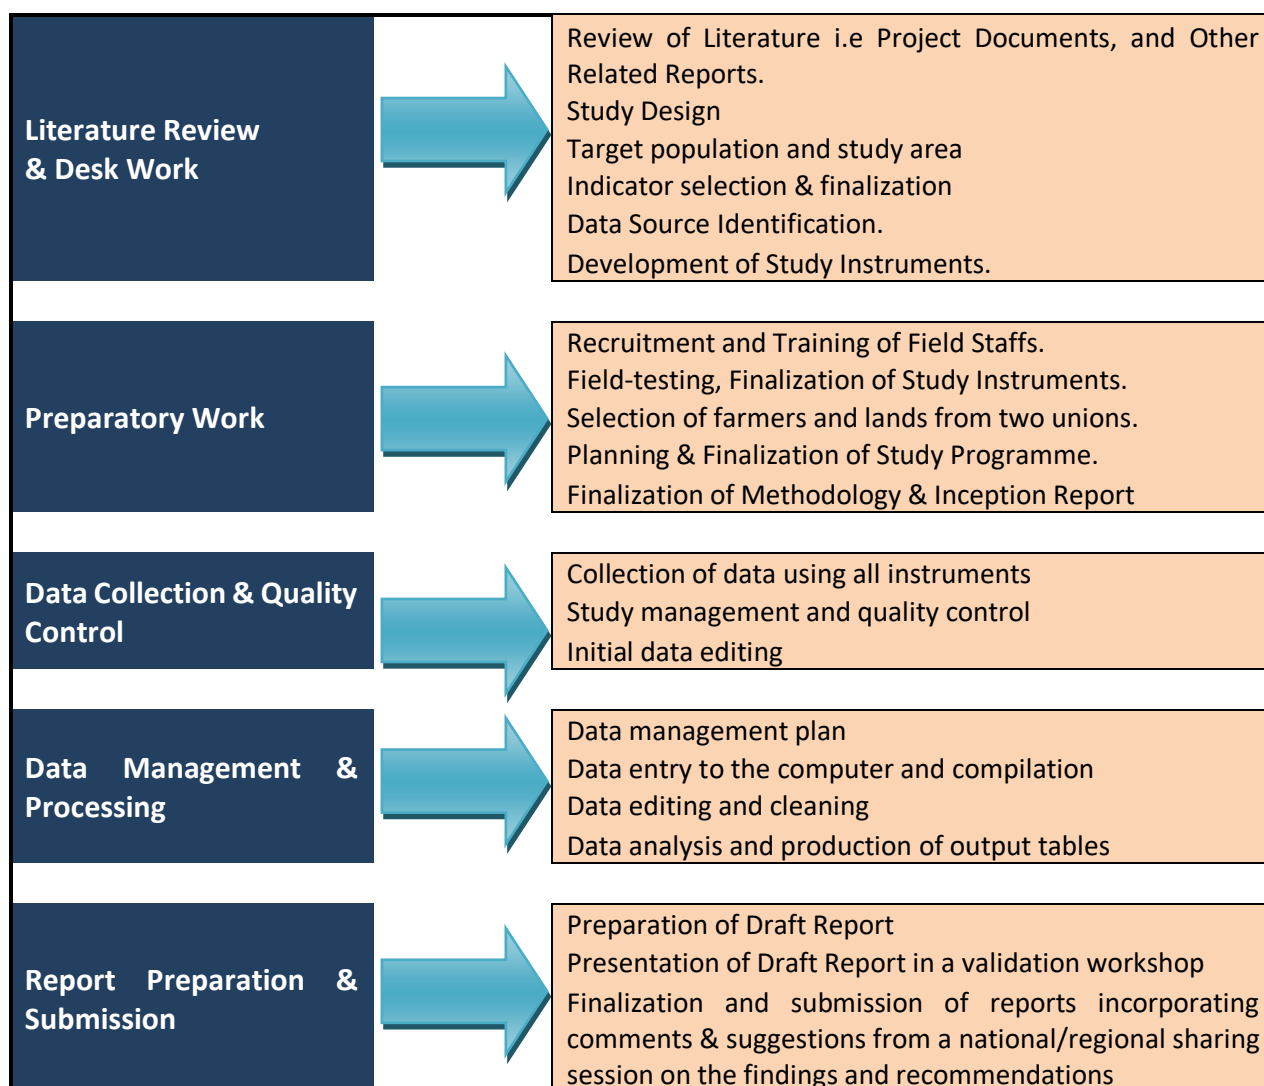 Literature Review
& Desk Work
Review of Literature i.e Project Documents, and Other
Related Reports.
Study Design
Target population and study area
Indicator selection & finalization
Data Source Identification.
Development of Study Instruments.
Preparatory Work
Recruitment and Training of Field Staffs.
Field-testing, Finalization of Study Instruments.
Selection of farmers and lands from two unions.
Planning & Finalization of Study Programme.
Finalization of Methodology & Inception Report
Data Collection & Quality
Control
Collection of data using all instruments
Study management and quality control
Initial data editing
Data Management &
Processing
Data management plan
Data entry to the computer and compilation
Data editing and cleaning
Data analysis and production of output tables
Report Preparation &
Submission
Preparation of Draft Report
Presentation of Draft Report in a validation workshop
Finalization and submission of reports incorporating
comments & suggestions from a national/regional sharing
session on the findings and recommendations